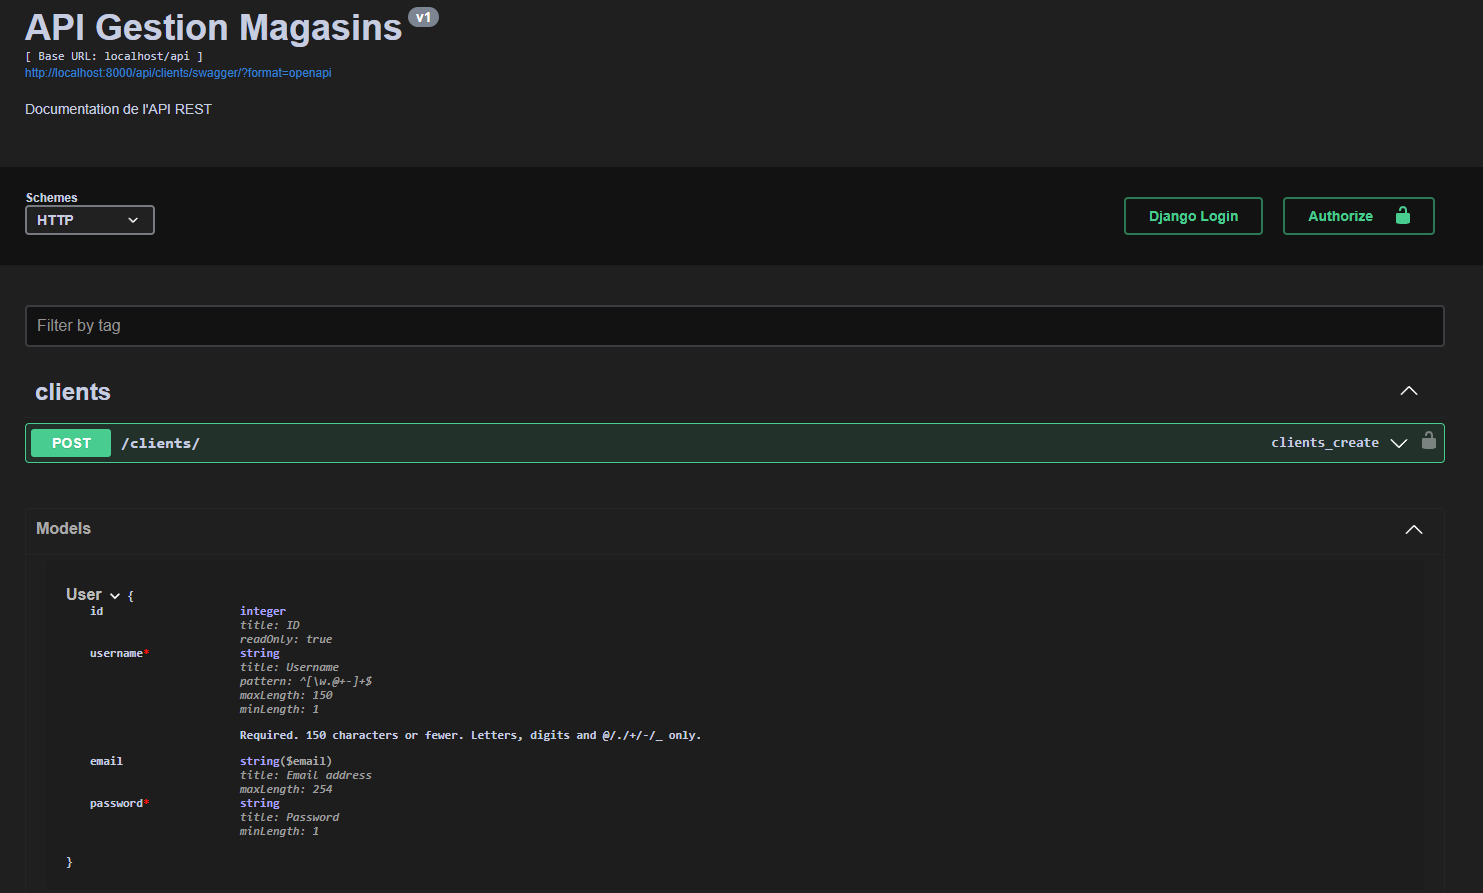 API Gestion Magasins v1
[ Base URL: localhost/api ]
http://localhost:8000/api/clients/swagger/?format=openapi
Documentation de l'API REST
Schemes
HTTP
Django Login
Authorize
Filter by tag
clients
POST /clients/ clients_create
Models
User {
id integer
title: ID
readOnly: true
username* string
title: Username
pattern: ^[\w.@+-]+$
maxLength: 150
minLength: 1
Required. 150 characters or fewer. Letters, digits and @/./+/-/_ only.
email string($email)
title: Email address
maxLength: 254
password* string
title: Password
minLength: 1
}